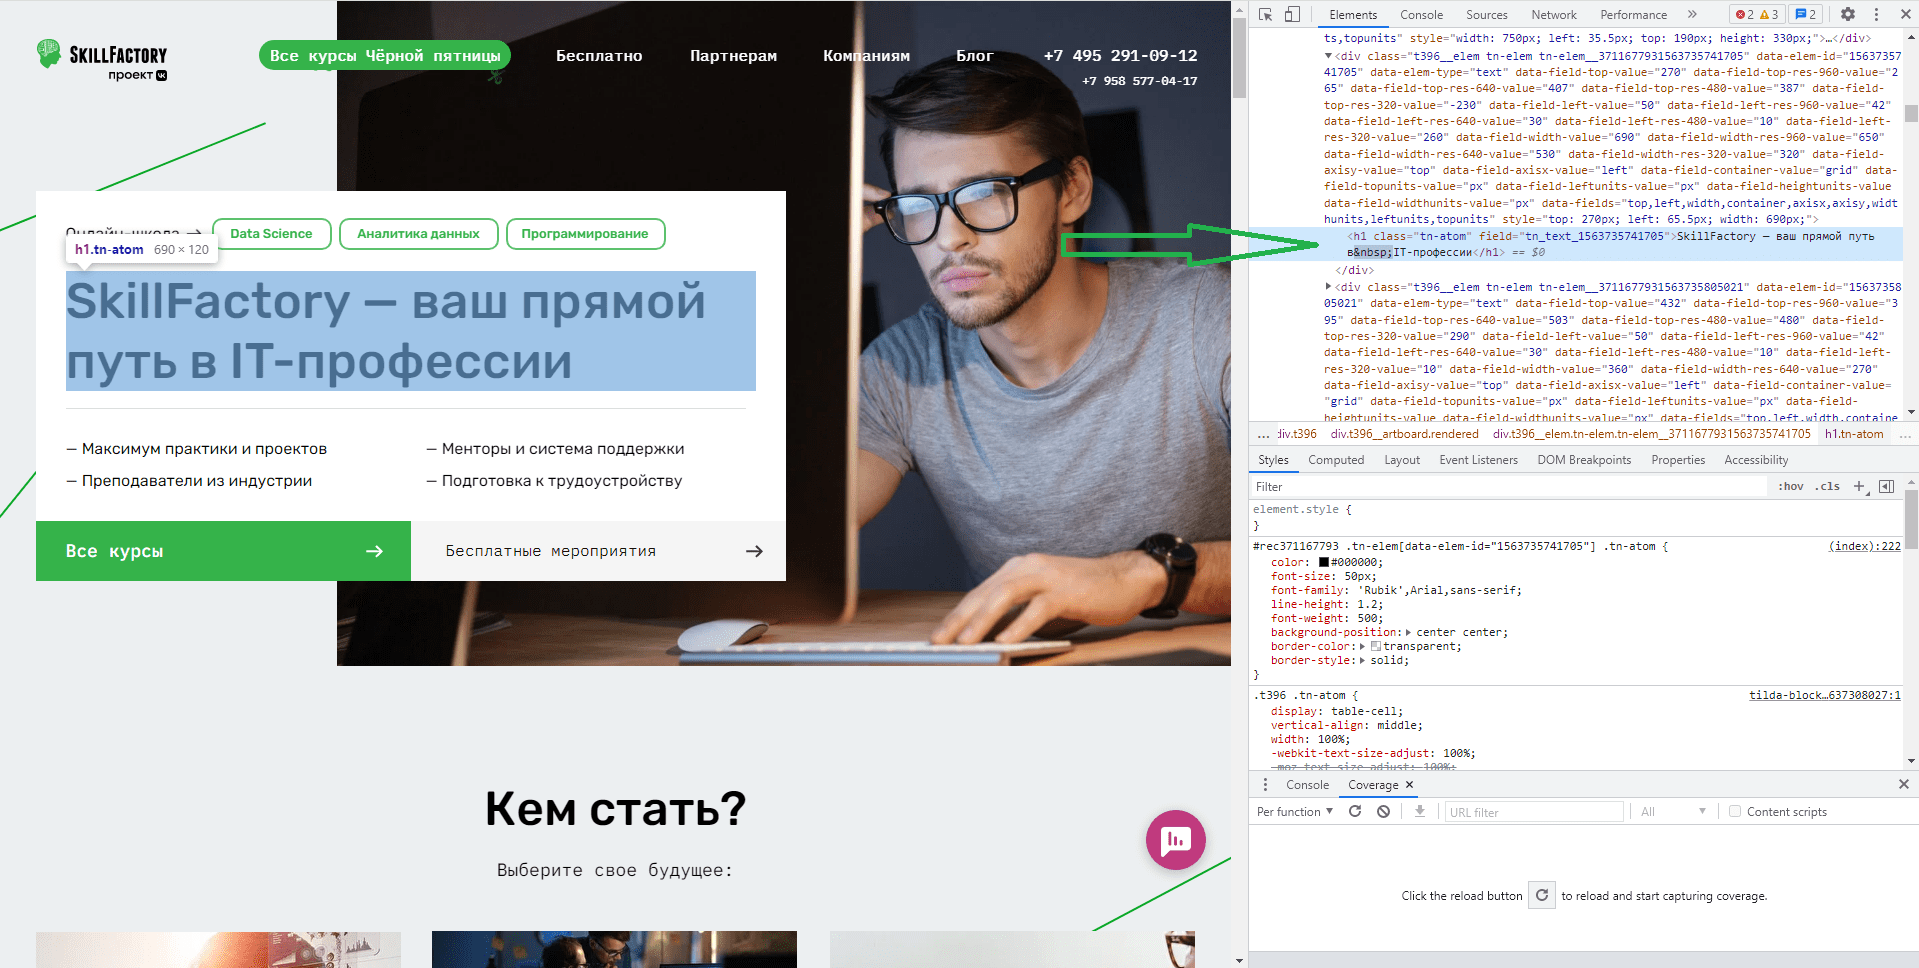 SKILLFACTORY
проект
Все курсы Чёрной пятницы
Бесплатно
Партнерам
Компаниям
Блог
+7 495 291-09-12
+7 958 577-04-17
Онлайн-школа →
Data Science
Аналитика данных
Программирование
h1.tn-atom 690 × 120
SkillFactory — ваш прямой
путь в IT-профессии
— Максимум практики и проектов
— Менторы и система поддержки
— Преподаватели из индустрии
— Подготовка к трудоустройству
Все курсы →
Бесплатные мероприятия →
Кем стать?
Выберите свое будущее:
Elements
Console
Sources
Network
Performance
»
2
3
2
ts,topunits" style="width: 750px; left: 35.5px; top: 190px; height: 330px;">…</div>
<div class="t396__elem tn-elem tn-elem__3711677931563735741705" data-elem-id="15637357
41705" data-elem-type="text" data-field-top-value="270" data-field-top-res-960-value="2
65" data-field-top-res-640-value="407" data-field-top-res-480-value="387" data-field-
top-res-320-value="-230" data-field-left-value="50" data-field-left-res-960-value="42"
data-field-left-res-640-value="30" data-field-left-res-480-value="10" data-field-left-
res-320-value="260" data-field-width-value="690" data-field-width-res-960-value="650"
data-field-width-res-640-value="530" data-field-width-res-320-value="320" data-field-
axisy-value="top" data-field-axisx-value="left" data-field-container-value="grid" data-
field-topunits-value="px" data-field-leftunits-value="px" data-field-heightunits-value
data-field-widthunits-value="px" data-fields="top,left,width,container,axisx,axisy,widt
hunits,leftunits,topunits" style="top: 270px; left: 65.5px; width: 690px;">
<h1 class="tn-atom" field="tn_text_1563735741705">SkillFactory — ваш прямой путь
в&nbsp;IT-профессии</h1> == $0
</div>
<div class="t396__elem tn-elem tn-elem__3711677931563735805021" data-elem-id="15637358
05021" data-elem-type="text" data-field-top-value="432" data-field-top-res-960-value="3
95" data-field-top-res-640-value="503" data-field-top-res-480-value="480" data-field-
top-res-320-value="290" data-field-left-value="50" data-field-left-res-960-value="42"
data-field-left-res-640-value="30" data-field-left-res-480-value="10" data-field-left-
res-320-value="10" data-field-width-value="360" data-field-width-res-640-value="270"
data-field-axisy-value="top" data-field-axisx-value="left" data-field-container-value=
"grid" data-field-topunits-value="px" data-field-leftunits-value="px" data-field-
heightunits-value data-field-widthunits-value="px" data-fields="top,left,width,containe
... div.t396 div.t396__artboard.rendered div.t396__elem.tn-elem.tn-elem__3711677931563735741705 h1.tn-atom ...
Styles
Computed
Layout
Event Listeners
DOM Breakpoints
Properties
Accessibility
Filter
:hov .cls +
element.style {
}
#rec371167793 .tn-elem[data-elem-id="1563735741705"] .tn-atom {
(index):222
color: #000000;
font-size: 50px;
font-family: 'Rubik',Arial,sans-serif;
line-height: 1.2;
font-weight: 500;
background-position: center center;
border-color: transparent;
border-style: solid;
}
.t396 .tn-atom {
tilda-block…637308027:1
display: table-cell;
vertical-align: middle;
width: 100%;
-webkit-text-size-adjust: 100%;
-moz-text-size-adjust: 100%;
Console
Coverage ×
Per function
URL filter
All
Content scripts
Click the reload button to reload and start capturing coverage.